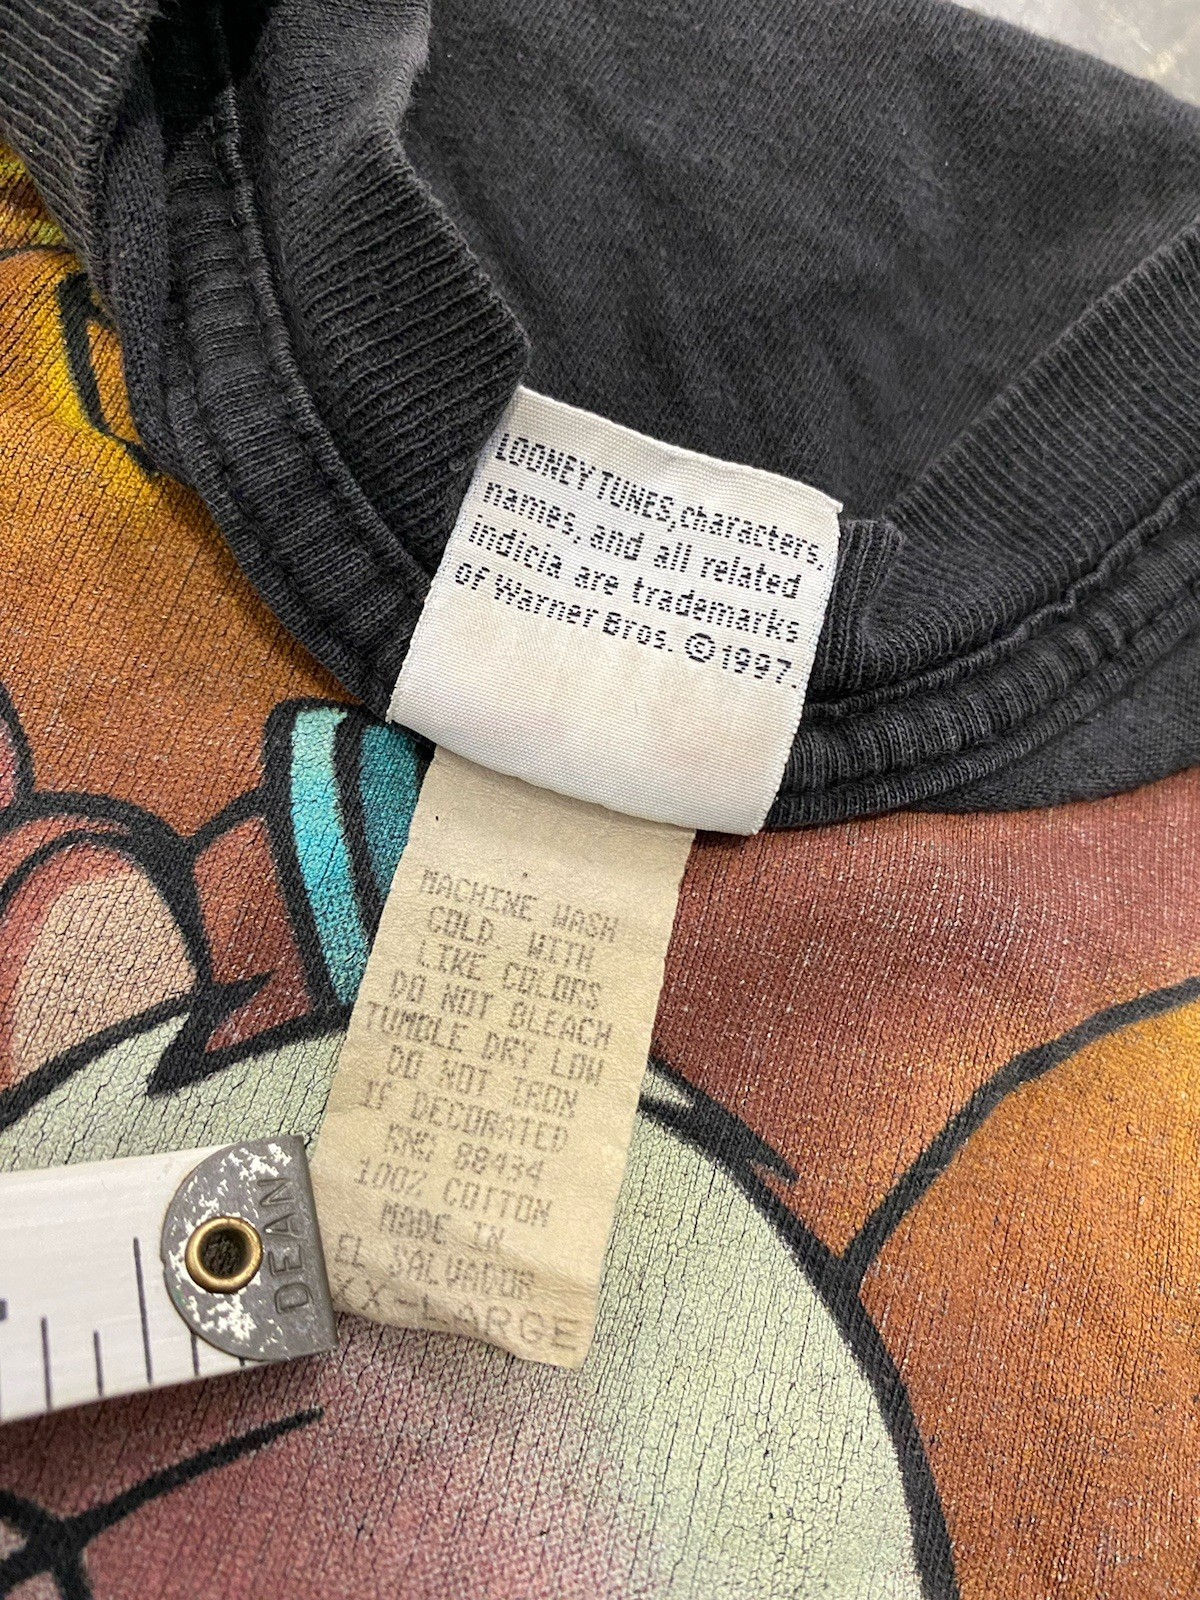 LOONEY TUNES, characters,
names, and all related
indicia are trademarks
of Warner Bros. ©1997.
MACHINE WASH
COLD WITH
LIKE COLORS
DO NOT BLEACH
TUMBLE DRY LOW
DO NOT IRON
IF DECORATED
RN# 88434
100% COTTON
MADE IN
EL SALVADOR
XX-LARGE
DEAN